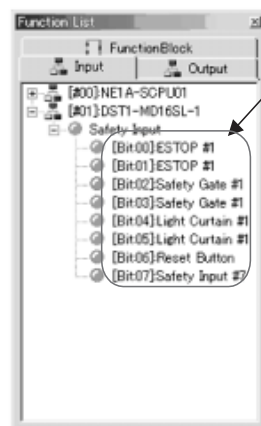 Function List
FunctionBlock
Input Output
[#00]:NE1A-SCPU01
[#01]:DST1-MD16SL-1
Safety Input
[Bit:00]:ESTOP #1
[Bit:01]:ESTOP #1
[Bit:02]:Safety Gate #1
[Bit:03]:Safety Gate #1
[Bit:04]:Light Curtain #1
[Bit:05]:Light Curtain #1
[Bit:06]:Reset Button
[Bit:07]:Safety Input #7